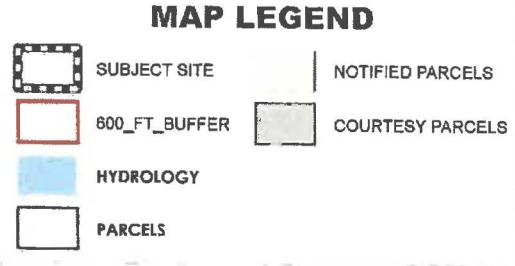 MAP LEGEND
SUBJECT SITE
NOTIFIED PARCELS
600_FT_BUFFER
COURTESY PARCELS
HYDROLOGY
PARCELS